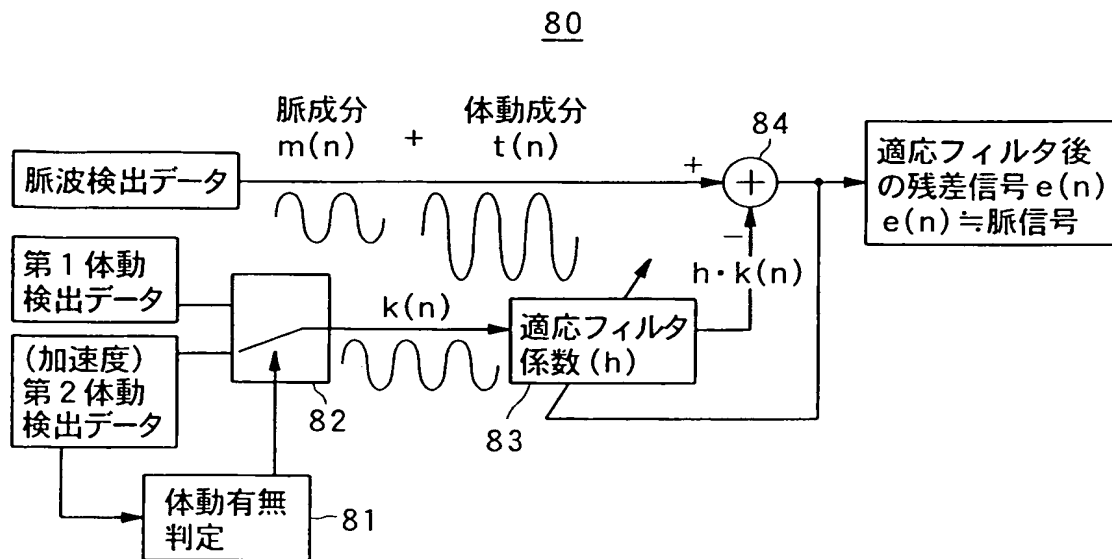 80
脈成分 + 体動成分
m(n) t(n)
84
脈波検出データ
+
+
−
適応フィルタ後
の残差信号e(n)
e(n)≒脈信号
第1体動
検出データ
k(n)
h・k(n)
適応フィルタ
係数(h)
(加速度)
第2体動
検出データ
82
83
体動有無
判定
81